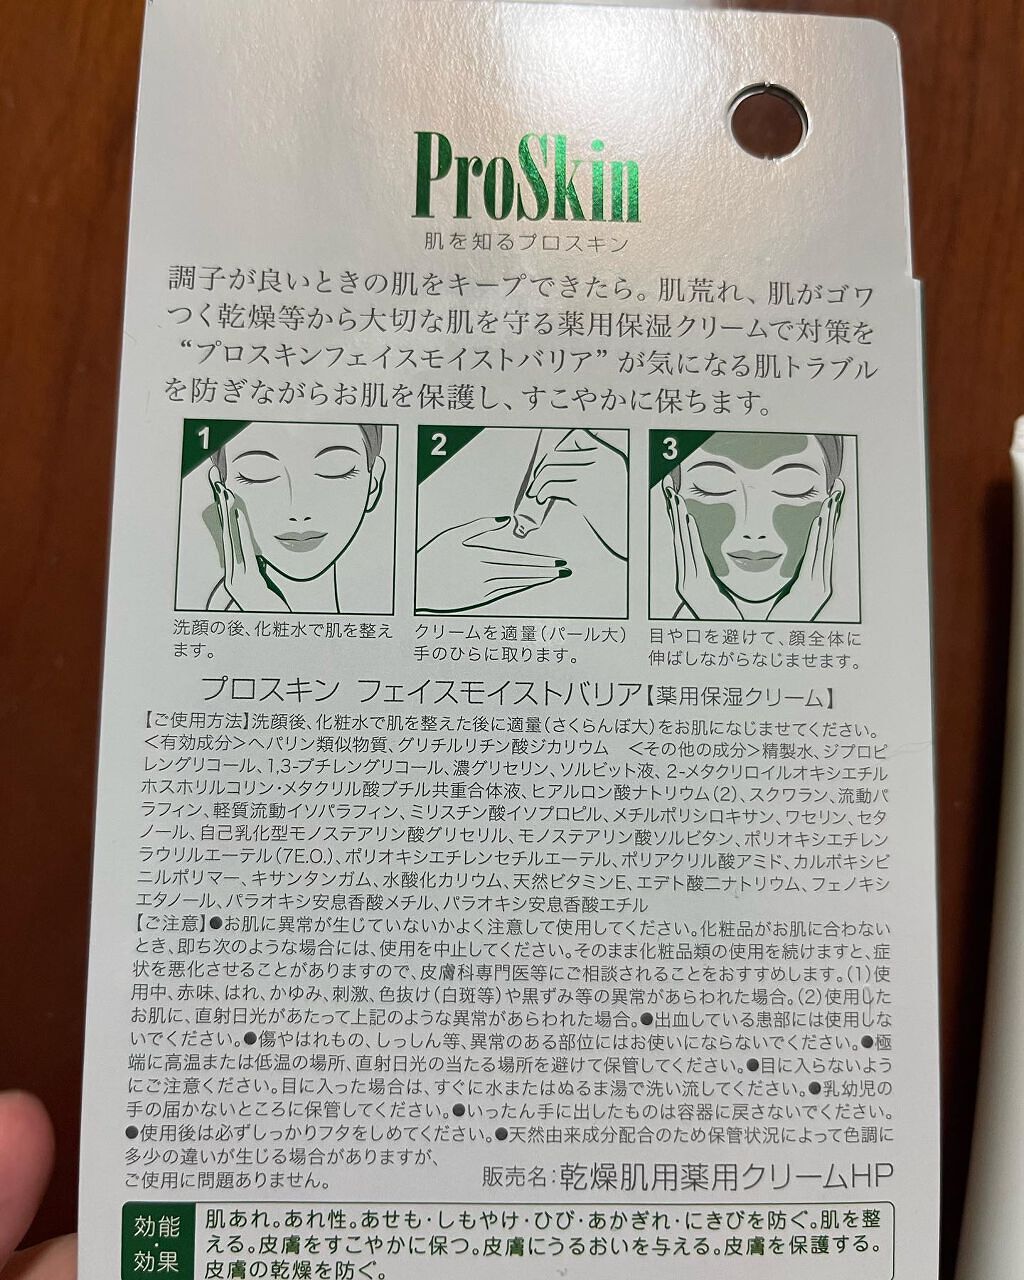 ProSkin
肌を知るプロスキン
調子が良いときの肌をキープできたら。肌荒れ、肌がゴワ
つく乾燥等から大切な肌を守る薬用保湿クリームで対策を
“プロスキンフェイスモイストバリア”が気になる肌トラブル
を防ぎながらお肌を保護し、すこやかに保ちます。
1
2
3
洗顔の後、化粧水で肌を整え
ます。
クリームを適量(パール大)
手のひらに取ります。
目や口を避けて、顔全体に
伸ばしながらなじませます。
プロスキン フェイスモイストバリア【薬用保湿クリーム】
【ご使用方法】洗顔後、化粧水で肌を整えた後に適量(さくらんぼ大)をお肌になじませてください。
<有効成分>ヘパリン類似物質、グリチルリチン酸ジカリウム <その他の成分>精製水、ジプロピ
レングリコール、1,3-ブチレングリコール、濃グリセリン、ソルビット液、2-メタクリロイルオキシエチル
ホスホリルコリン・メタクリル酸ブチル共重合体液、ヒアルロン酸ナトリウム(2)、スクワラン、流動パ
ラフィン、軽質流動イソパラフィン、ミリスチン酸イソプロピル、メチルポリシロキサン、ワセリン、セタ
ノール、自己乳化型モノステアリン酸グリセリル、モノステアリン酸ソルビタン、ポリオキシエチレン
ラウリルエーテル(7E.O.)、ポリオキシエチレンセチルエーテル、ポリアクリル酸アミド、カルボキシビ
ニルポリマー、キサンタンガム、水酸化カリウム、天然ビタミンE、エデト酸二ナトリウム、フェノキシ
エタノール、パラオキシ安息香酸メチル、パラオキシ安息香酸エチル
【ご注意】●お肌に異常が生じていないかよく注意して使用してください。化粧品がお肌に合わない
とき、即ち次のような場合には、使用を中止してください。そのまま化粧品類の使用を続けますと、症
状を悪化させることがありますので、皮膚科専門医等にご相談されることをおすすめします。(1)使
用中、赤味、はれ、かゆみ、刺激、色抜け(白斑等)や黒ずみ等の異常があらわれた場合。(2)使用した
お肌に、直射日光があたって上記のような異常があらわれた場合。●出血している患部には使用しな
いでください。●傷やはれもの、しっしん等、異常のある部位にはお使いにならないでください。●極
端に高温または低温の場所、直射日光の当たる場所を避けて保管してください。●目に入らないよう
にご注意ください。目に入った場合は、すぐに水またはぬるま湯で洗い流してください。●乳幼児の
手の届かないところに保管してください。●いったん手に出したものは容器に戻さないでください。
●使用後は必ずしっかりフタをしめてください。●天然由来成分配合のため保管状況によって色調に
多少の違いが生じる場合がありますが、
ご使用に問題ありません。
販売名:乾燥肌用薬用クリームHP
効能・効果
肌あれ。あれ性。あせも・しもやけ・ひび・あかぎれ・にきびを防ぐ。肌を整
える。皮膚をすこやかに保つ。皮膚にうるおいを与える。皮膚を保護する。
皮膚の乾燥を防ぐ。